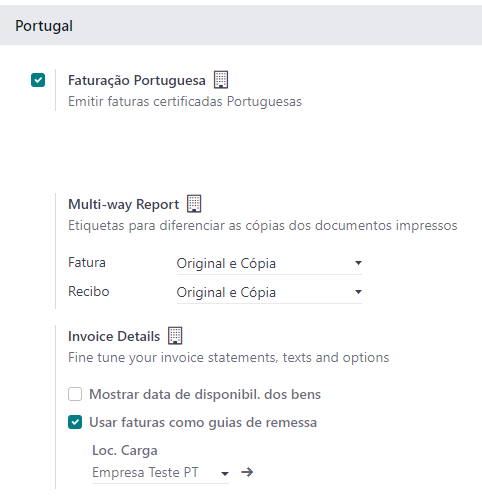 Portugal
Faturação Portuguesa
Emitir faturas certificadas Portuguesas
Multi-way Report
Etiquetas para diferenciar as cópias dos documentos impressos
Fatura Original e Cópia
Recibo Original e Cópia
Invoice Details
Fine tune your invoice statements, texts and options
Mostrar data de disponibil. dos bens
Usar faturas como guias de remessa
Loc. Carga
Empresa Teste PT